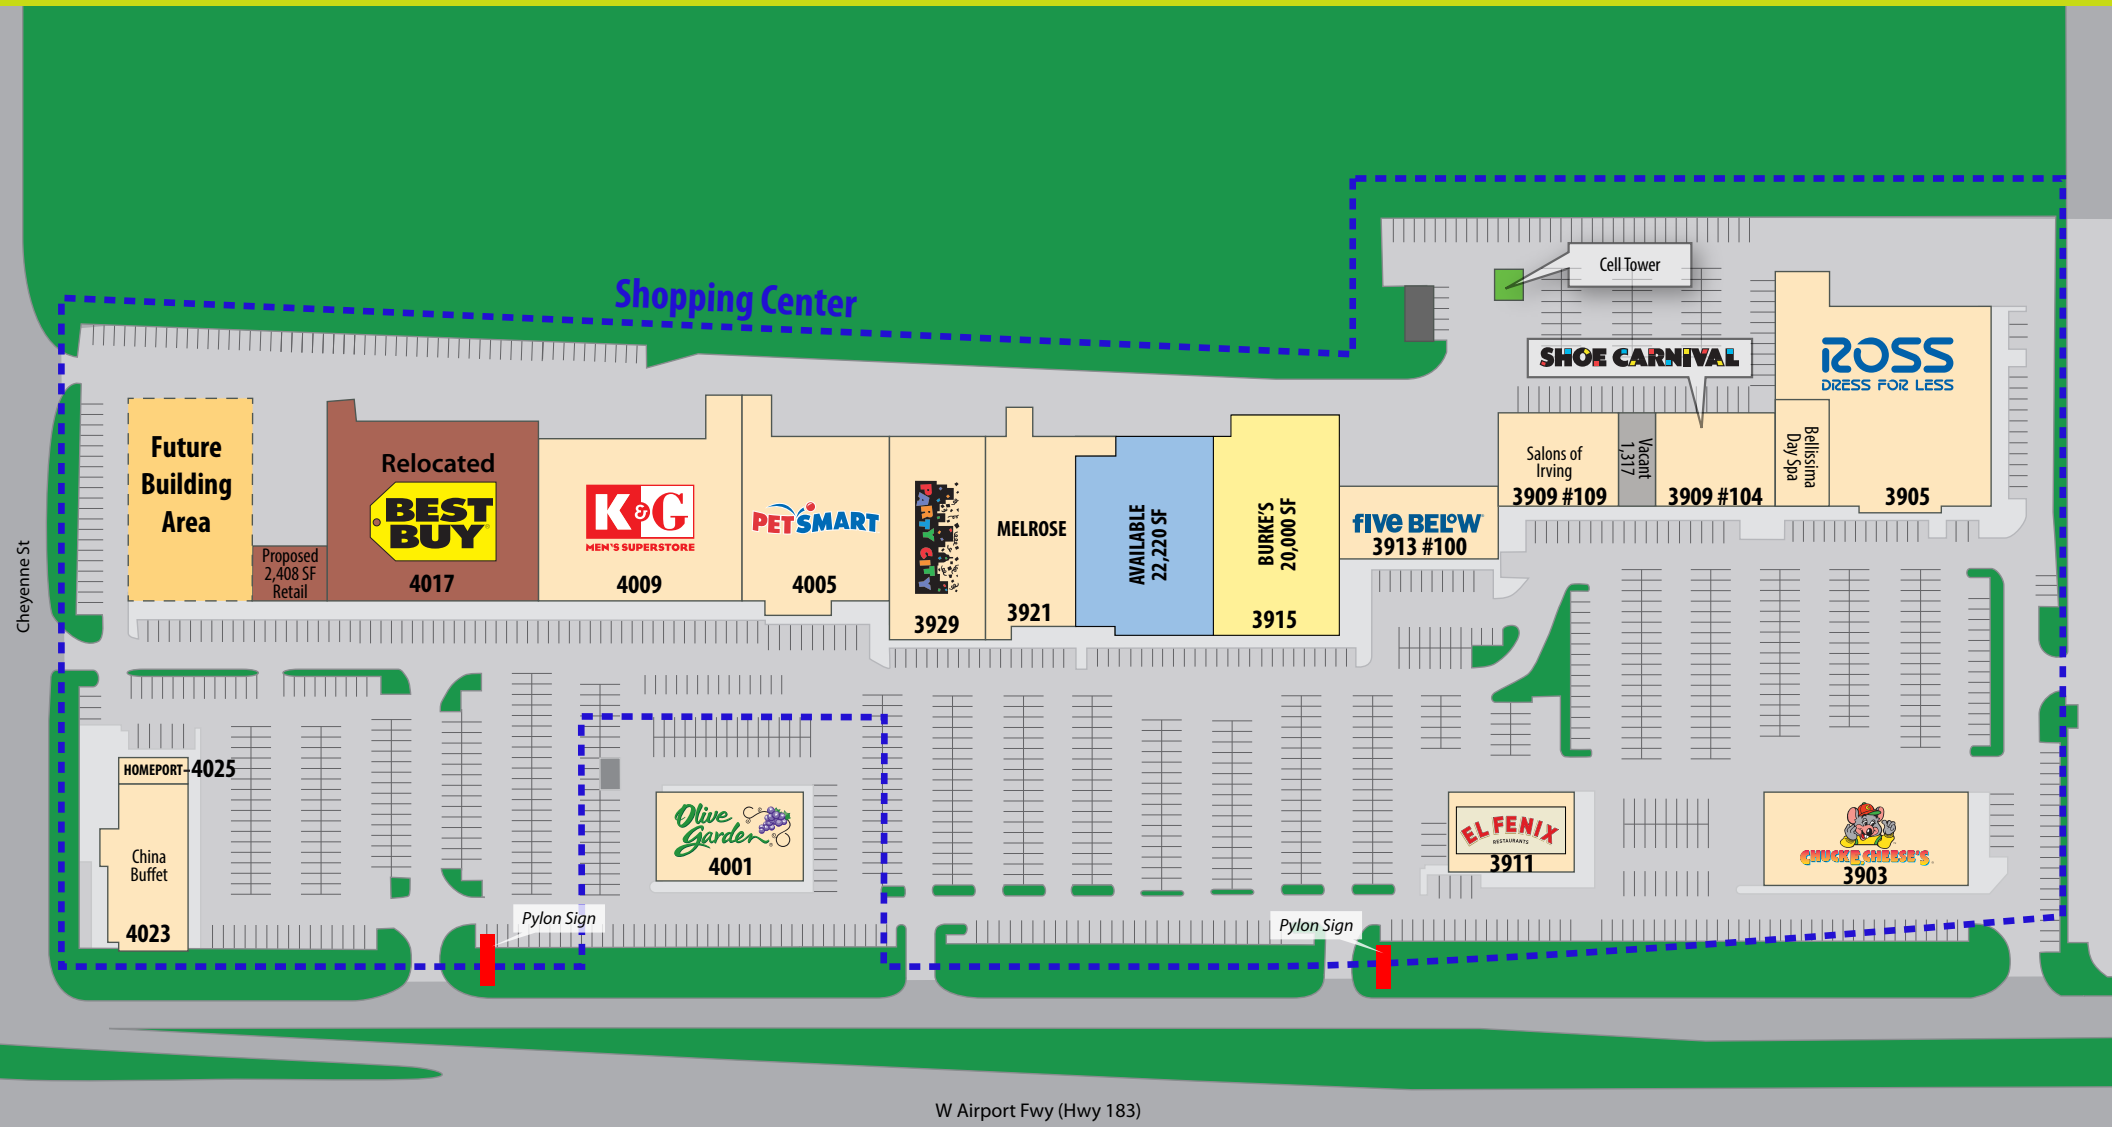 Shopping Center
Cell Tower
SHOE CARNIVAL
ROSS
DRESS FOR LESS
Future
Building
Area
Proposed
2,408 SF
Retail
Relocated
BEST
BUY
4017
K&G
MEN'S SUPERSTORE
4009
PETSMART
4005
PARTY CITY
3929
MELROSE
3921
AVAILABLE
22,220 SF
BURKE'S
20,000 SF
3915
five BELOW
3913 #100
Salons of
Irving
3909 #109
Vacant
1,317
3909 #104
Bellissima
Day Spa
3905
Cheyenne St
HOMEPORT-4025
China
Buffet
4023
Olive
Garden
4001
EL FENIX
RESTAURANTS
3911
CHUCK E. CHEESE'S
3903
Pylon Sign
Pylon Sign
W Airport Fwy (Hwy 183)